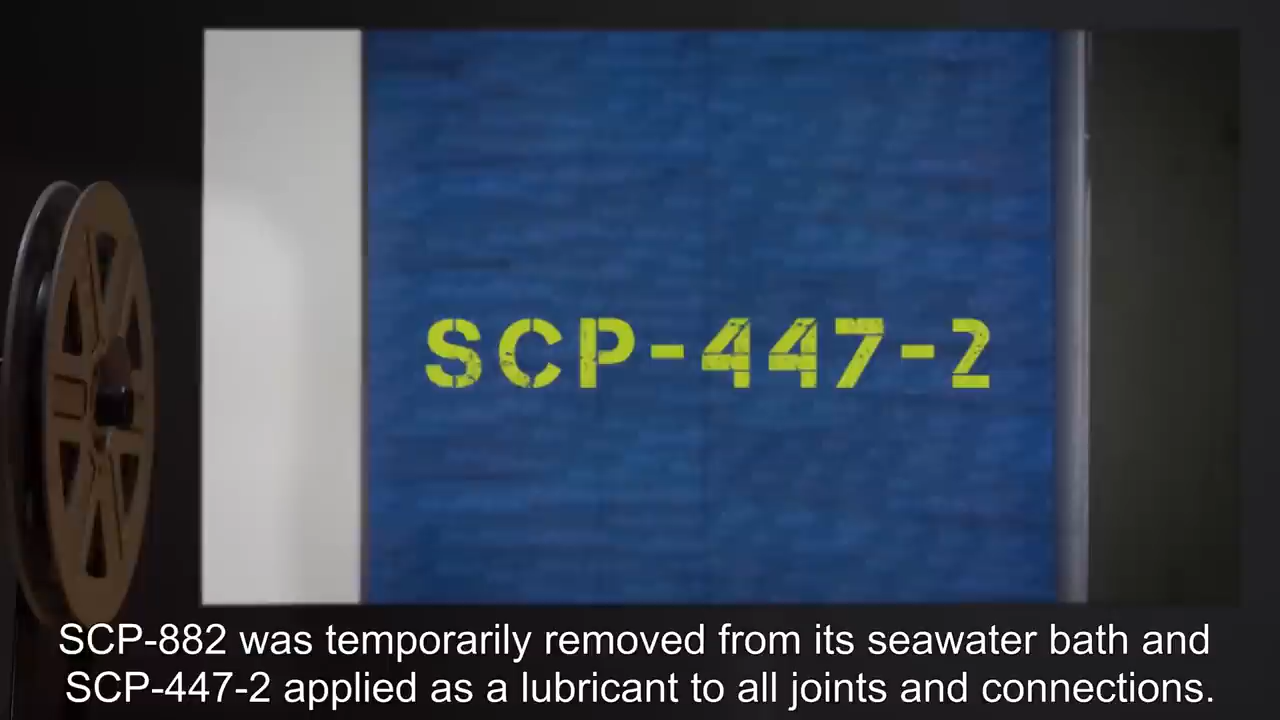 SCP-447-2
SCP-882 was temporarily removed from its seawater bath and
SCP-447-2 applied as a lubricant to all joints and connections.